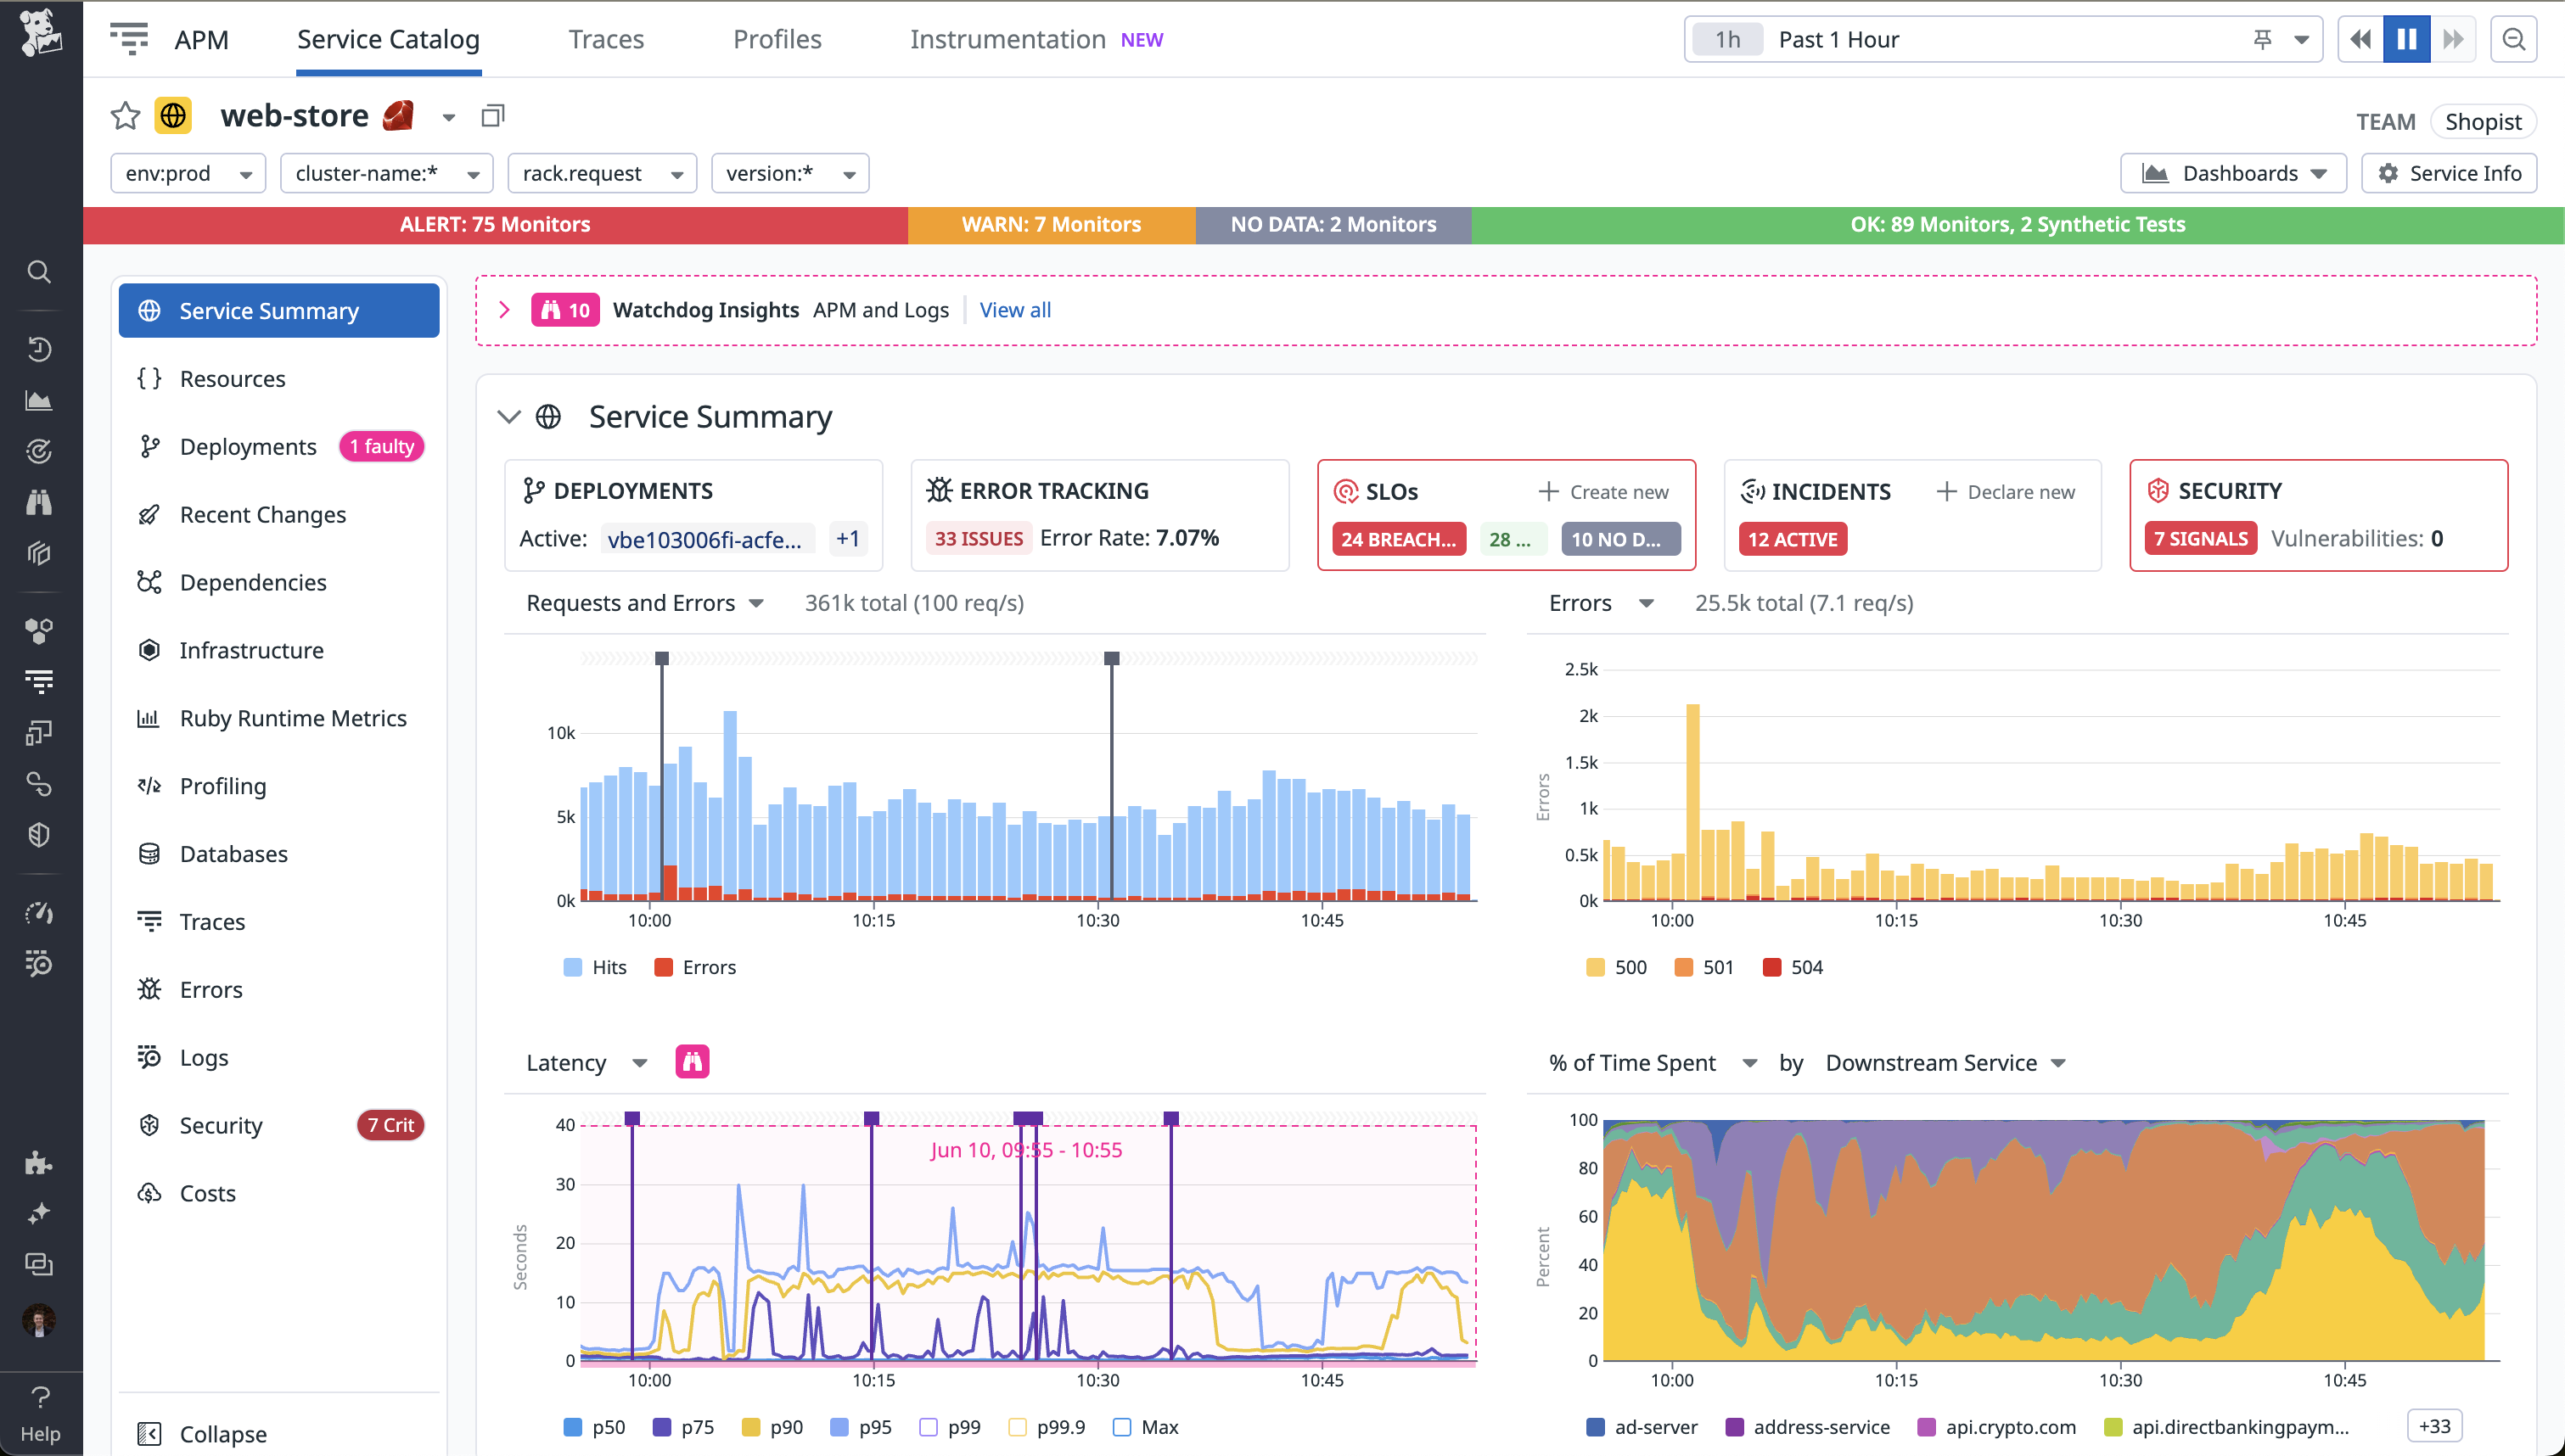 APM
Service Catalog
Traces
Profiles
Instrumentation NEW
1h Past 1 Hour
web-store
TEAM Shopist
env:prod
cluster-name:*
rack.request
version:*
Dashboards
Service Info
ALERT: 75 Monitors
WARN: 7 Monitors
NO DATA: 2 Monitors
OK: 89 Monitors, 2 Synthetic Tests
Service Summary
Resources
Deployments 1 faulty
Recent Changes
Dependencies
Infrastructure
Ruby Runtime Metrics
Profiling
Databases
Traces
Errors
Logs
Security 7 Crit
Costs
Collapse
Help
10 Watchdog Insights APM and Logs View all
Service Summary
DEPLOYMENTS
Active: vbe103006fi-acfe... +1
ERROR TRACKING
33 ISSUES Error Rate: 7.07%
SLOs + Create new
24 BREACH... 28 ... 10 NO D...
INCIDENTS + Declare new
12 ACTIVE
SECURITY
7 SIGNALS Vulnerabilities: 0
Requests and Errors 361k total (100 req/s)
10k
5k
0k
10:00 10:15 10:30 10:45
Hits Errors
Errors 25.5k total (7.1 req/s)
Errors
2.5k
2k
1.5k
1k
0.5k
0k
10:00 10:15 10:30 10:45
500 501 504
Latency
Jun 10, 09:55 - 10:55
Seconds
40
30
20
10
0
10:00 10:15 10:30 10:45
p50 p75 p90 p95 p99 p99.9 Max
% of Time Spent by Downstream Service
Percent
100
80
60
40
20
0
10:00 10:15 10:30 10:45
ad-server address-service api.crypto.com api.directbankingpaym... +33